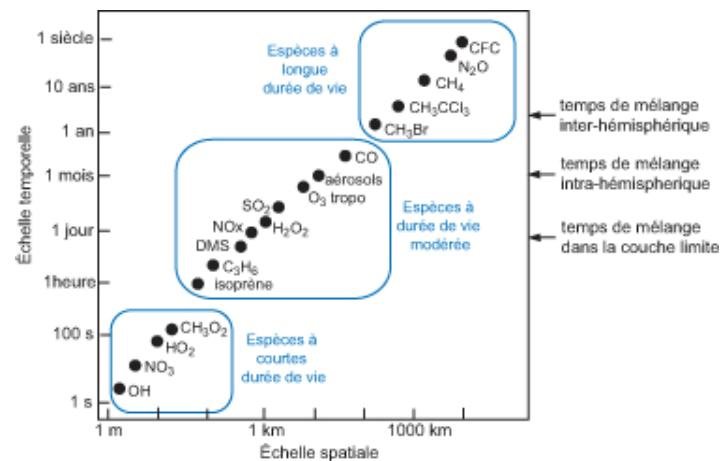 1 siècle
10 ans
1 an
1 mois
1 jour
1heure
100 s
1 s
Échelle temporelle
1 m
1 km
1000 km
Échelle spatiale
Espèces à
longue
durée de vie
CFC
N₂O
CH₄
CH₃CCl₃
CH₃Br
CO
aérosols
O₃ tropo
SO₂
H₂O₂
NOx
DMS
C₃H₆
isoprène
Espèces à
durée de vie
modérée
CH₃O₂
HO₂
NO₃
OH
Espèces à
courtes
durée de vie
temps de mélange
inter-hémisphérique
temps de mélange
intra-hémispherique
temps de mélange
dans la couche limite